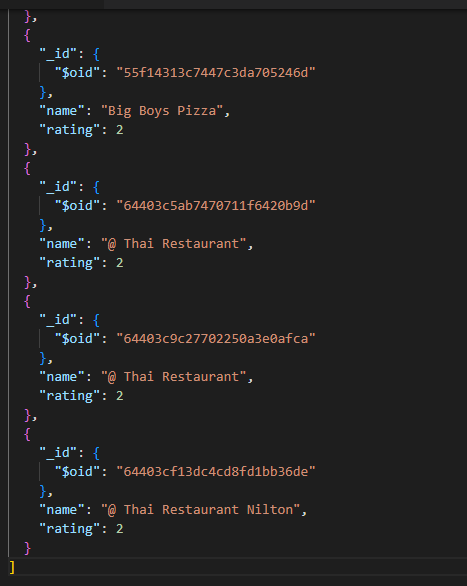 },
{
"_id": {
"$oid": "55f14313c7447c3da705246d"
},
"name": "Big Boys Pizza",
"rating": 2
},
{
"_id": {
"$oid": "64403c5ab7470711f6420b9d"
},
"name": "@ Thai Restaurant",
"rating": 2
},
{
"_id": {
"$oid": "64403c9c27702250a3e0afca"
},
"name": "@ Thai Restaurant",
"rating": 2
},
{
"_id": {
"$oid": "64403cf13dc4cd8fd1bb36de"
},
"name": "@ Thai Restaurant Nilton",
"rating": 2
}
]